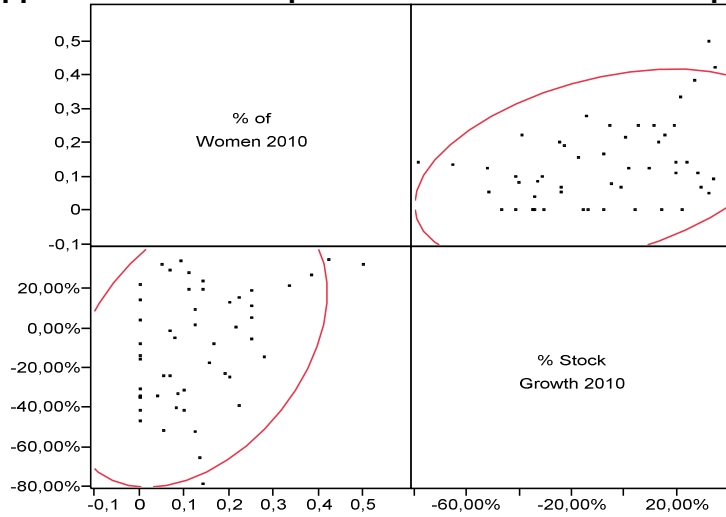 0,5
0,4
0,3
0,2
0,1
0
-0,1
% of
Women 2010
20,00%
0,00%
-20,00%
-40,00%
-60,00%
-80,00%
% Stock
Growth 2010
-0,1 0 0,1 0,2 0,3 0,4 0,5
-60,00% -20,00% 20,00%